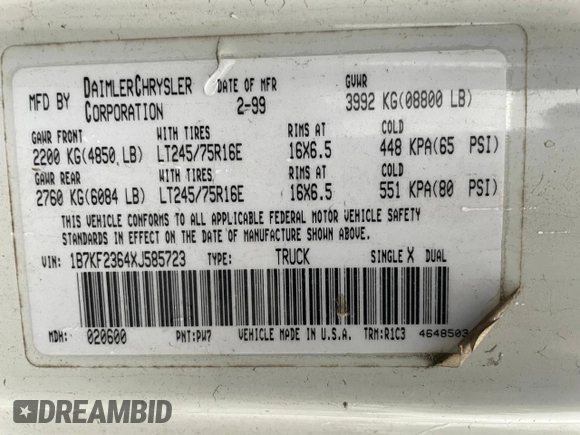 MFD BY DAIMLERCHRYSLER CORPORATION DATE OF MFR 2-99 GVWR 3992 KG(08800 LB)
GAWR FRONT WITH TIRES RIMS AT COLD
2200 KG(4850 LB) LT245/75R16E 16X6.5 448 KPA(65 PSI)
GAWR REAR WITH TIRES RIMS AT COLD
2760 KG(6084 LB) LT245/75R16E 16X6.5 551 KPA(80 PSI)
THIS VEHICLE CONFORMS TO ALL APPLICABLE FEDERAL MOTOR VEHICLE SAFETY
STANDARDS IN EFFECT ON THE DATE OF MANUFACTURE SHOWN ABOVE.
VIN: 1B7KF2364XJ585723 TYPE: TRUCK SINGLE X DUAL
MDH: 020600 PNT:PW7 VEHICLE MADE IN U.S.A. TRM:R1C3 4648503
DREAMBID